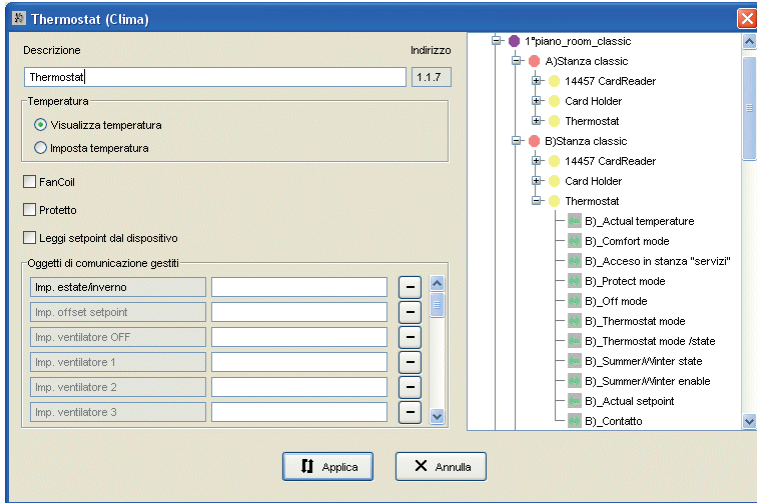 Thermostat (Clima)
Descrizione
Indirizzo
Thermostat
1.1.7
Temperatura
Visualizza temperatura
Imposta temperatura
FanCoil
Protetto
Leggi setpoint dal dispositivo
Oggetti di comunicazione gestiti
Imp. estate/inverno
Imp. offset setpoint
Imp. ventilatore OFF
Imp. ventilatore 1
Imp. ventilatore 2
Imp. ventilatore 3
Applica
Annulla
1°piano_room_classic
A)Stanza classic
14457 CardReader
Card Holder
Thermostat
B)Stanza classic
14457 CardReader
Card Holder
Thermostat
B)_Actual temperature
B)_Comfort mode
B)_Acceso in stanza "servizi"
B)_Protect mode
B)_Off mode
B)_Thermostat mode
B)_Thermostat mode /state
B)_Summer/Winter state
B)_Summer/Winter enable
B)_Actual setpoint
B)_Contatto